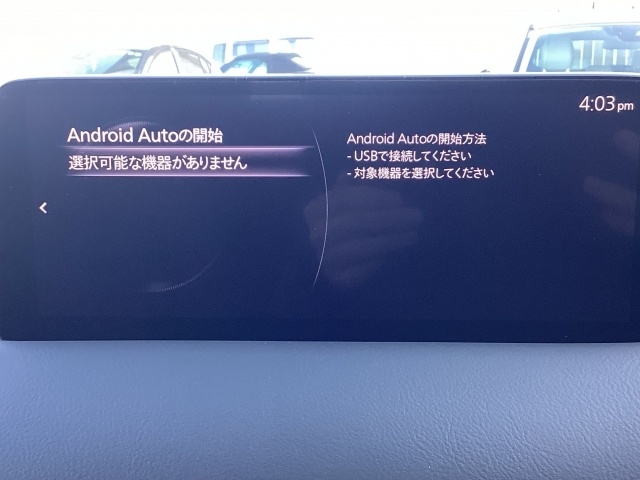 4:03 pm
Android Autoの開始
選択可能な機器がありません
Android Autoの開始方法
- USBで接続してください
- 対象機器を選択してください